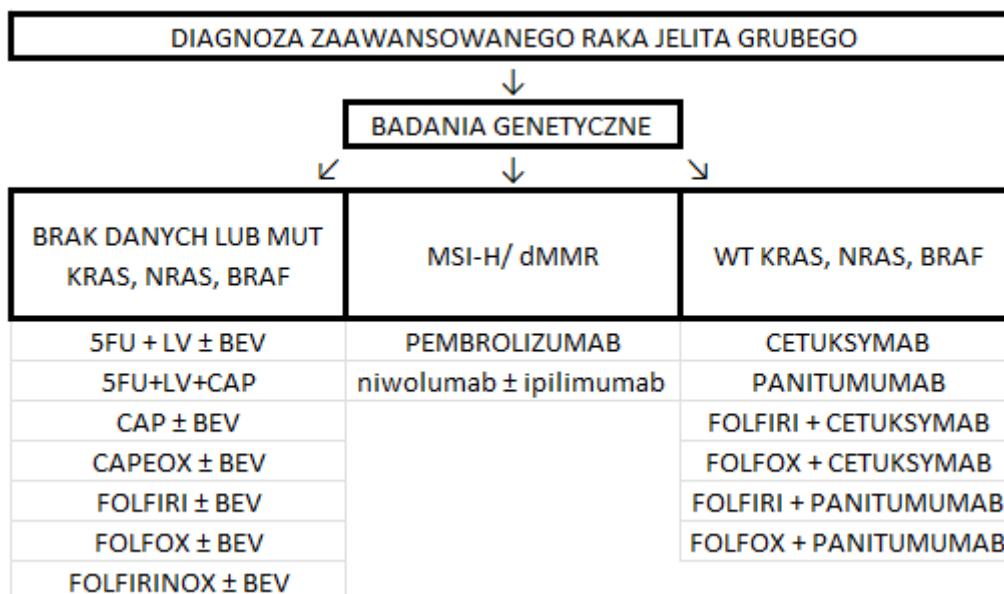 DIAGNOZA ZAAWANSOWANEGO RAKA JELITA GRUBEGO
↓
BADANIA GENETYCZNE
↙ ↓ ↘
BRAK DANYCH LUB MUT
KRAS, NRAS, BRAF
MSI-H/ dMMR
WT KRAS, NRAS, BRAF
5FU + LV ± BEV
5FU+LV+CAP
CAP ± BEV
CAPEOX ± BEV
FOLFIRI ± BEV
FOLFOX ± BEV
FOLFIRINOX ± BEV
PEMBROLIZUMAB
niwolumab ± ipilimumab
CETUKSYMAB
PANITUMUMAB
FOLFIRI + CETUKSYMAB
FOLFOX + CETUKSYMAB
FOLFIRI + PANITUMUMAB
FOLFOX + PANITUMUMAB